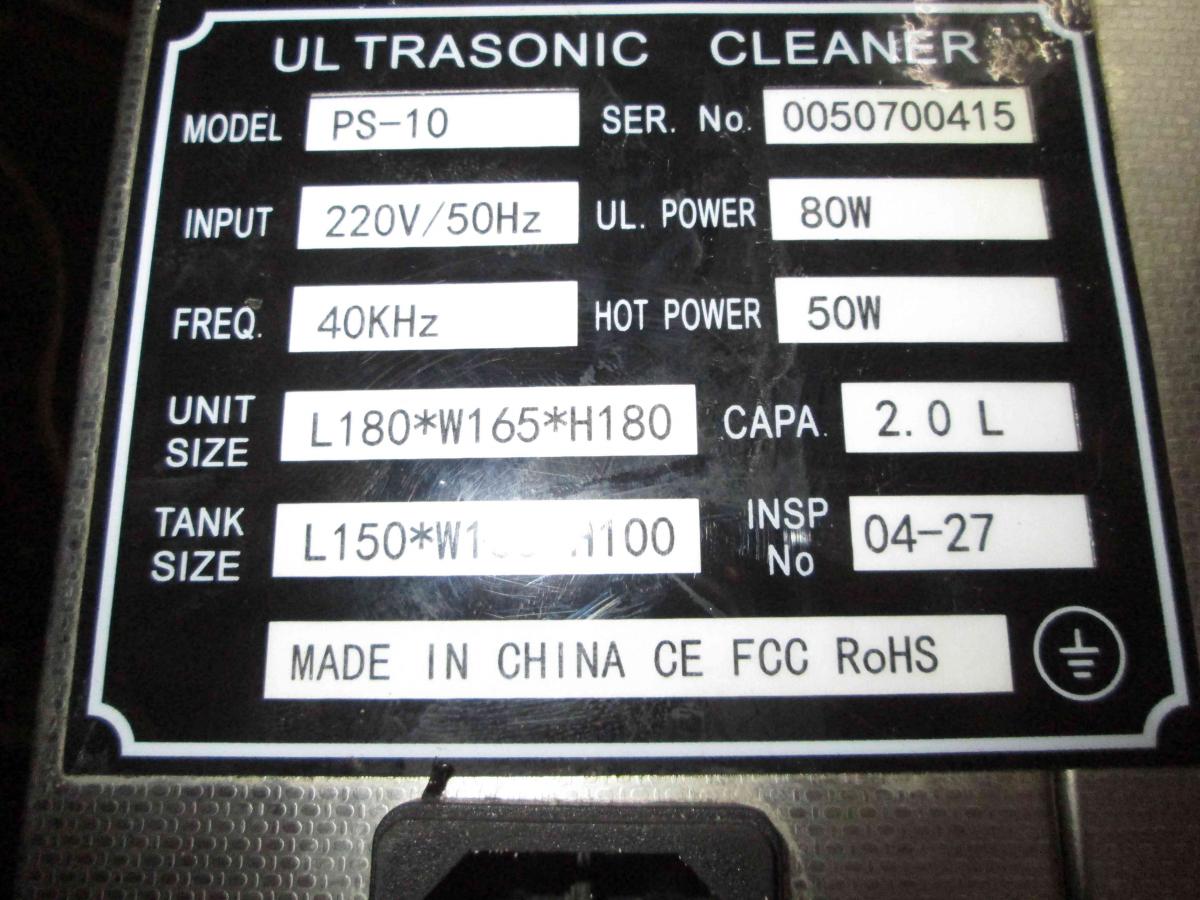 ULTRASONIC CLEANER
MODEL PS-10 SER. No. 0050700415
INPUT 220V/50Hz UL. POWER 80W
FREQ. 40KHz HOT POWER 50W
UNIT SIZE L180*W165*H180 CAPA. 2.0 L
TANK SIZE L150* H100 INSP No 04-27
MADE IN CHINA CE FCC RoHS